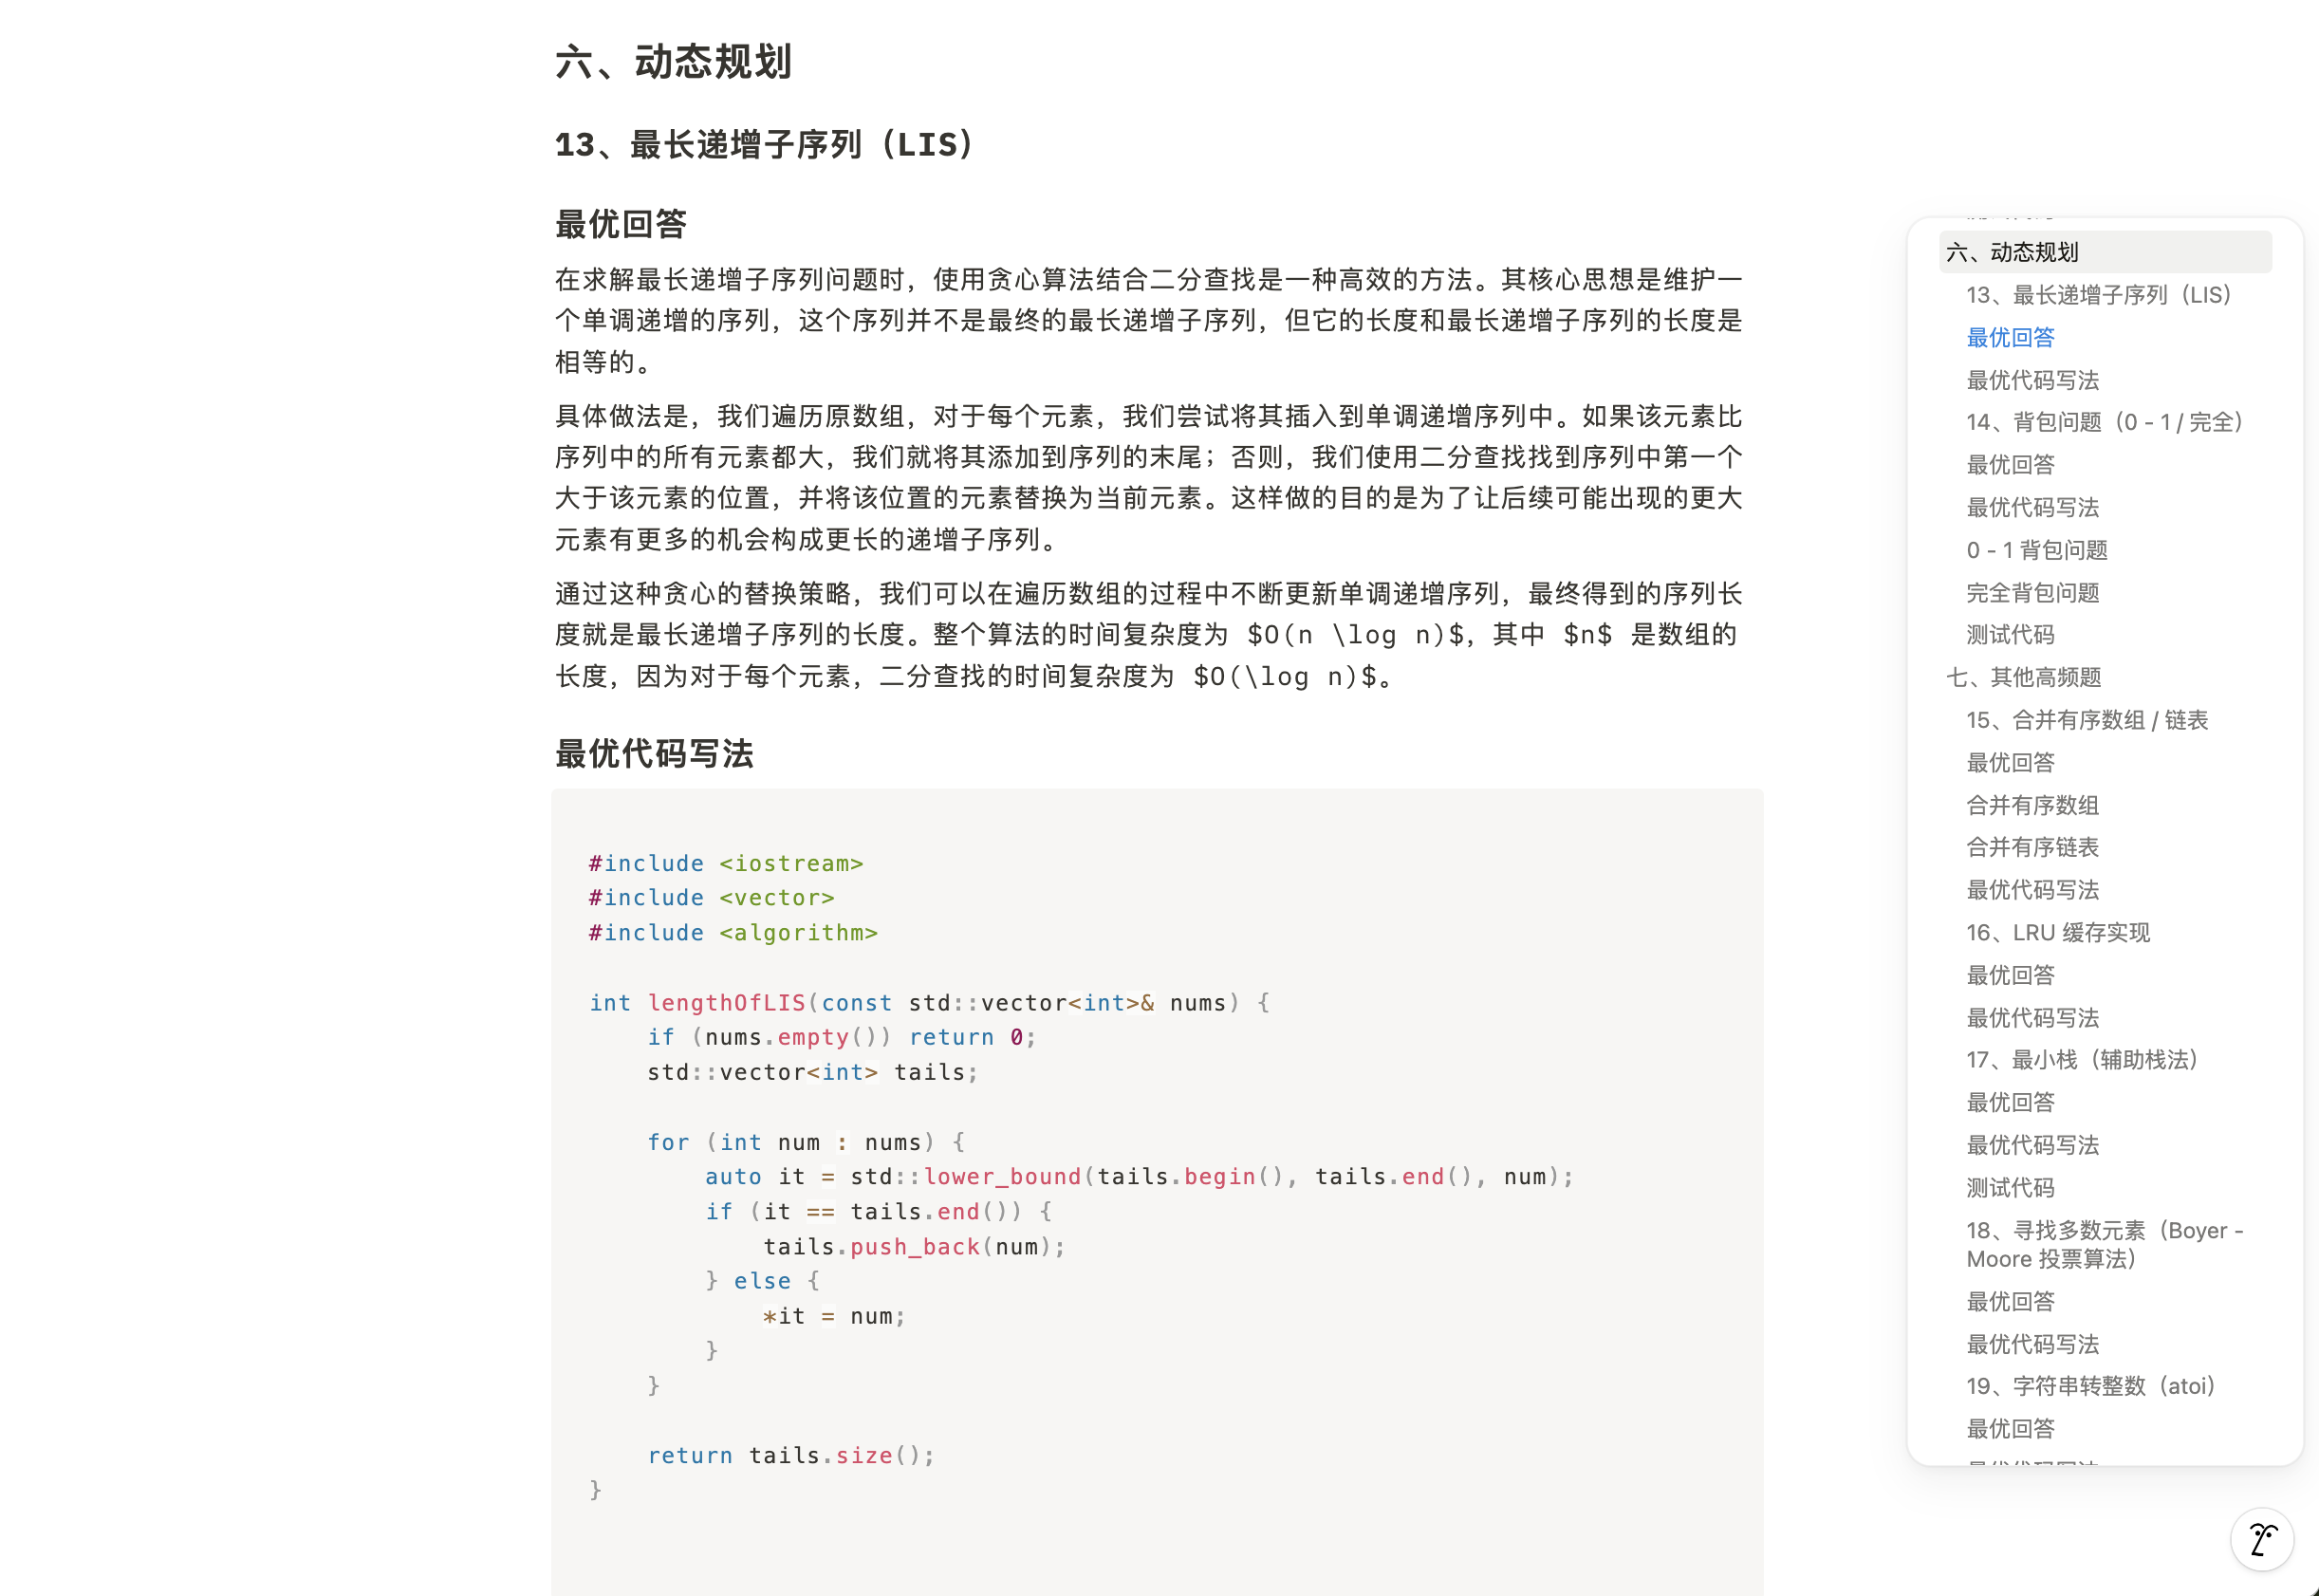 六、动态规划
13、最长递增子序列（LIS）
最优回答
在求解最长递增子序列问题时，使用贪心算法结合二分查找是一种高效的方法。其核心思想是维护一
个单调递增的序列，这个序列并不是最终的最长递增子序列，但它的长度和最长递增子序列的长度是
相等的。
具体做法是，我们遍历原数组，对于每个元素，我们尝试将其插入到单调递增序列中。如果该元素比
序列中的所有元素都大，我们就将其添加到序列的末尾；否则，我们使用二分查找找到序列中第一个
大于该元素的位置，并将该位置的元素替换为当前元素。这样做的目的是为了让后续可能出现的更大
元素有更多的机会构成更长的递增子序列。
通过这种贪心的替换策略，我们可以在遍历数组的过程中不断更新单调递增序列，最终得到的序列长
度就是最长递增子序列的长度。整个算法的时间复杂度为 $O(n \log n)$，其中 $n$ 是数组的
长度，因为对于每个元素，二分查找的时间复杂度为 $O(\log n)$。
最优代码写法
#include <iostream>
#include <vector>
#include <algorithm>
int lengthOfLIS(const std::vector<int>& nums) {
    if (nums.empty()) return 0;
    std::vector<int> tails;
    for (int num : nums) {
        auto it = std::lower_bound(tails.begin(), tails.end(), num);
        if (it == tails.end()) {
            tails.push_back(num);
        } else {
            *it = num;
        }
    }
    return tails.size();
}
六、动态规划
13、最长递增子序列（LIS）
最优回答
最优代码写法
14、背包问题（0 - 1 / 完全）
最优回答
最优代码写法
0 - 1 背包问题
完全背包问题
测试代码
七、其他高频题
15、合并有序数组 / 链表
最优回答
合并有序数组
合并有序链表
最优代码写法
16、LRU 缓存实现
最优回答
最优代码写法
17、最小栈（辅助栈法）
最优回答
最优代码写法
测试代码
18、寻找多数元素（Boyer -
Moore 投票算法）
最优回答
最优代码写法
19、字符串转整数（atoi）
最优回答